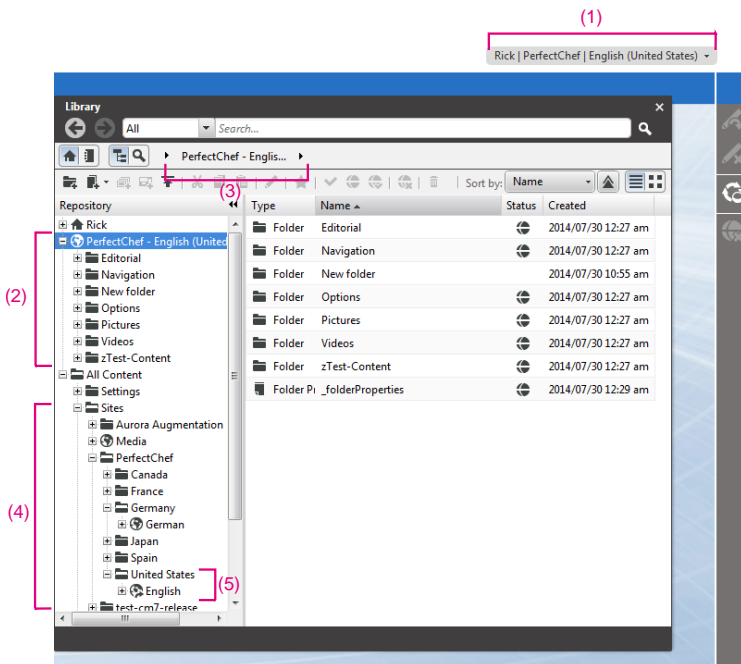 (1)
Rick | PerfectChef | English (United States)
Library
All
Search...
PerfectChef - Englis...
(3)
Sort by:
Name
Repository
Type
Name
Status
Created
Rick
PerfectChef - English (United
Editorial
Navigation
New folder
Options
Pictures
Videos
zTest-Content
(2)
All Content
Settings
Sites
Aurora Augmentation
Media
PerfectChef
Canada
France
Germany
German
Japan
Spain
United States
English
test-cm7-release
(4)
(5)
Folder Editorial 2014/07/30 12:27 am
Folder Navigation 2014/07/30 12:27 am
Folder New folder 2014/07/30 10:55 am
Folder Options 2014/07/30 12:27 am
Folder Pictures 2014/07/30 12:27 am
Folder Videos 2014/07/30 12:27 am
Folder zTest-Content 2014/07/30 12:27 am
Folder Pr _folderProperties 2014/07/30 12:29 am